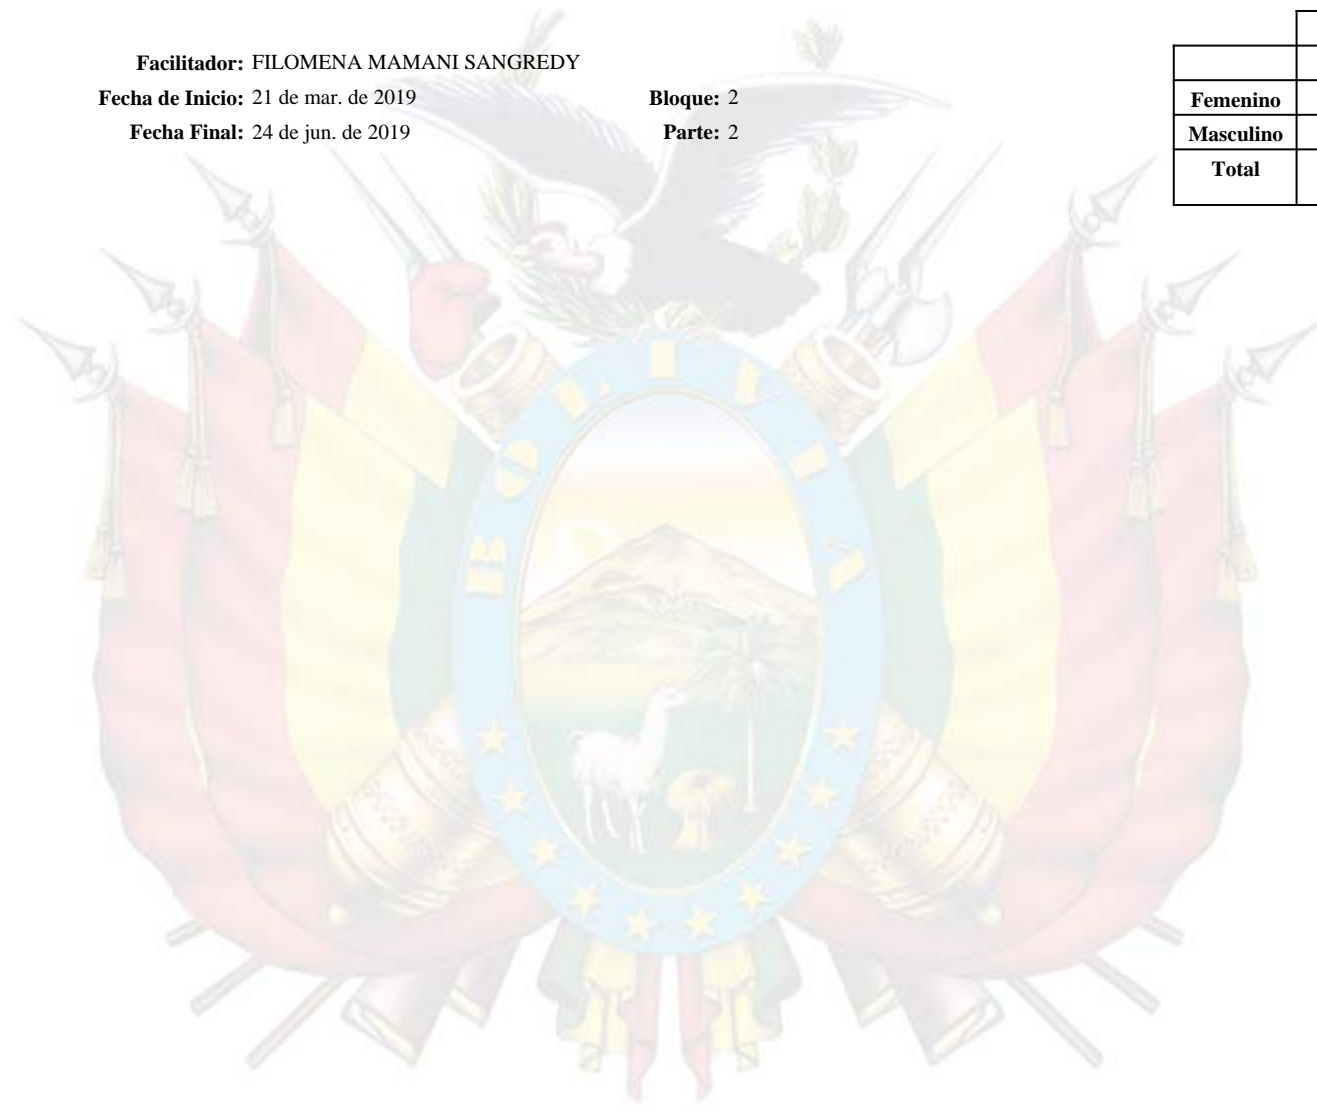 Facilitador: FILOMENA MAMANI SANGREDY
Fecha de Inicio: 21 de mar. de 2019 Bloque: 2
Fecha Final: 24 de jun. de 2019 Parte: 2
Femenino
Masculino
Total
BOLIVIA